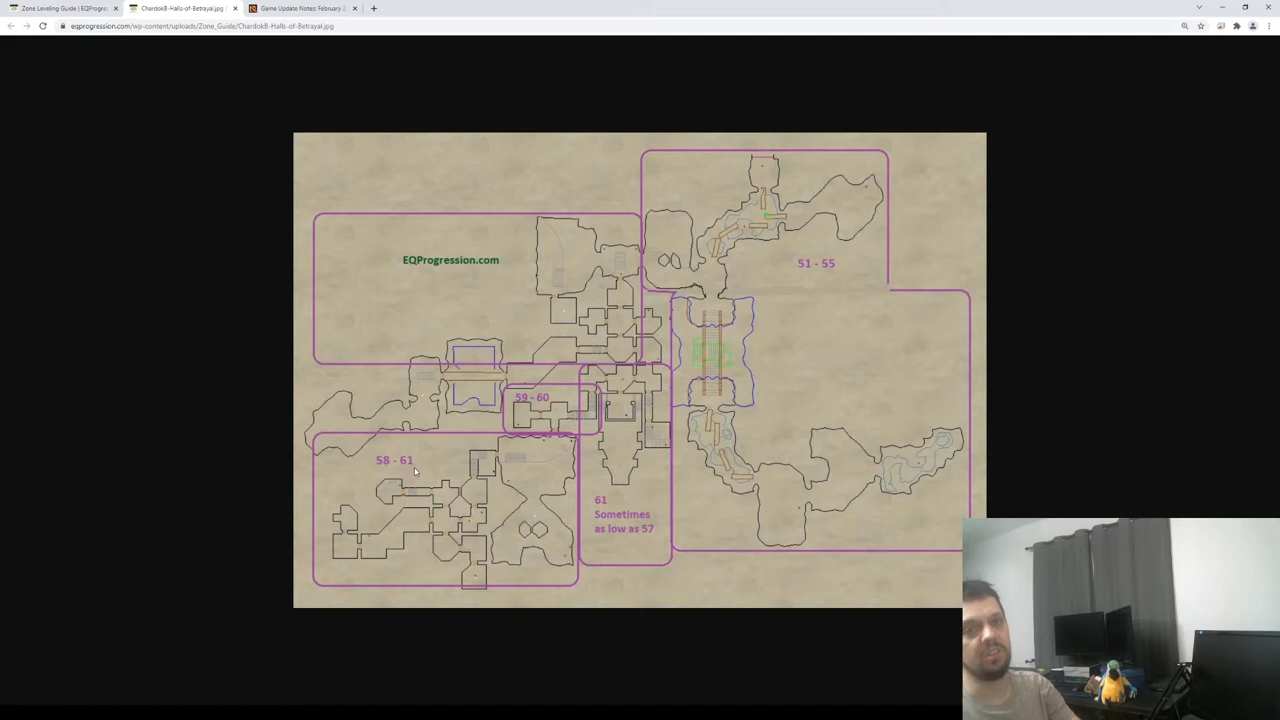 Zone Leveling Guide | EQProgre
ChardokB-Halls-of-Betrayal.jpg (
Game Update Notes: February 2
eqprogression.com/wp-content/uploads/Zone_Guide/ChardokB-Halls-of-Betrayal.jpg
EQProgression.com
51 - 55
59 - 60
58 - 61
61
Sometimes
as low as 57